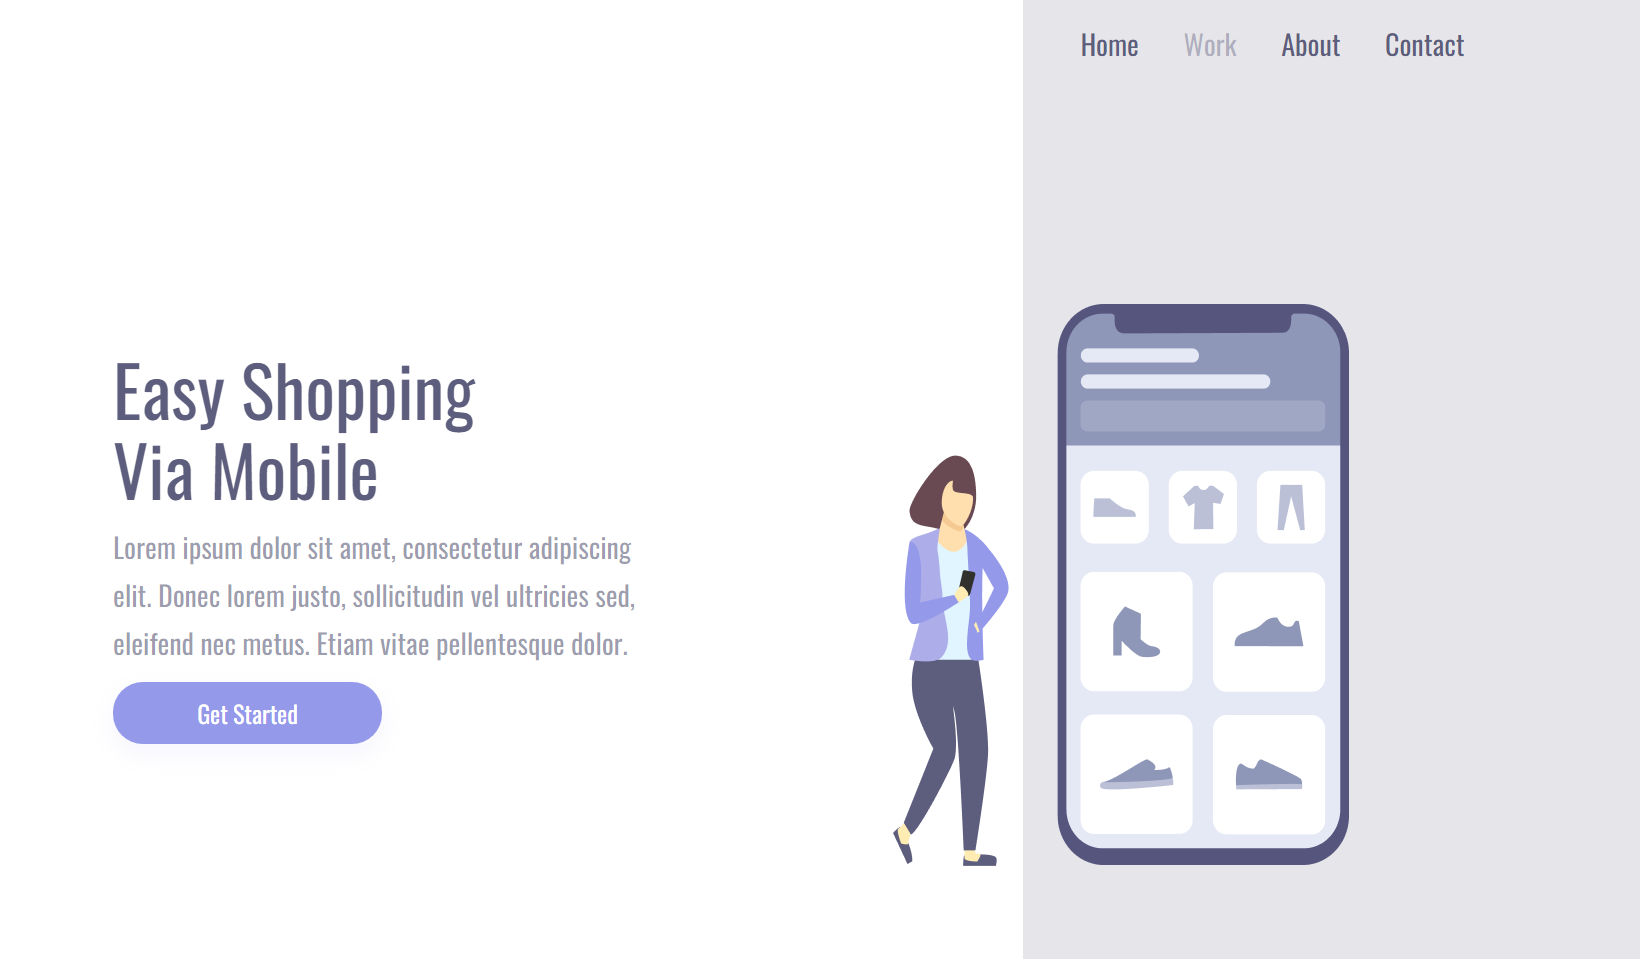 Home Work About Contact
Easy Shopping
Via Mobile
Lorem ipsum dolor sit amet, consectetur adipiscing
elit. Donec lorem justo, sollicitudin vel ultricies sed,
eleifend nec metus. Etiam vitae pellentesque dolor.
Get Started